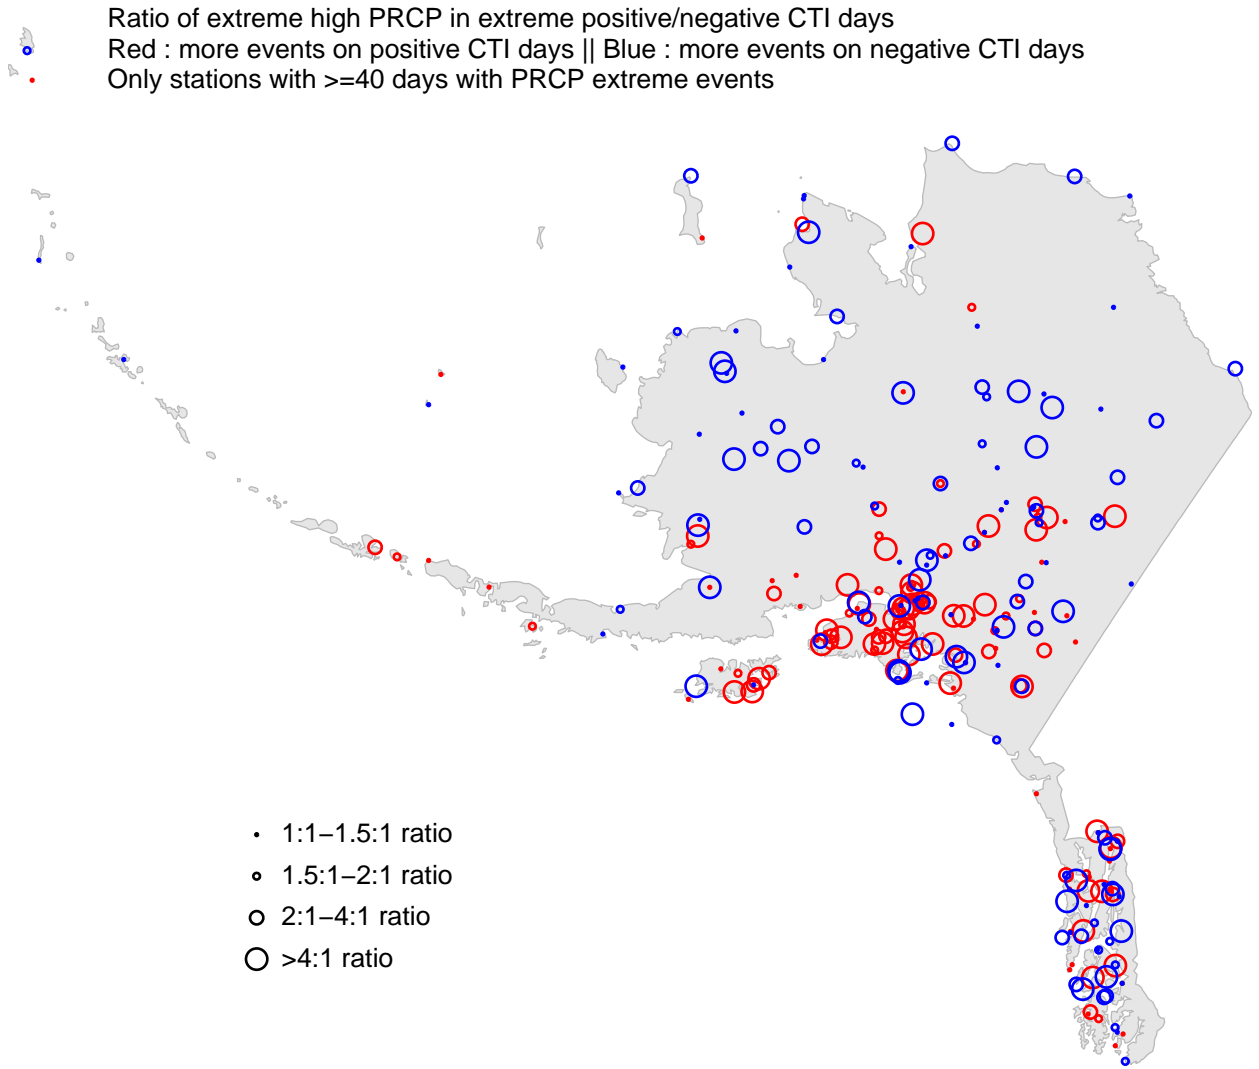 Ratio of extreme high PRCP in extreme positive/negative CTI days
Red : more events on positive CTI days || Blue : more events on negative CTI days
Only stations with >=40 days with PRCP extreme events
1:1−1.5:1 ratio
1.5:1−2:1 ratio
2:1−4:1 ratio
>4:1 ratio